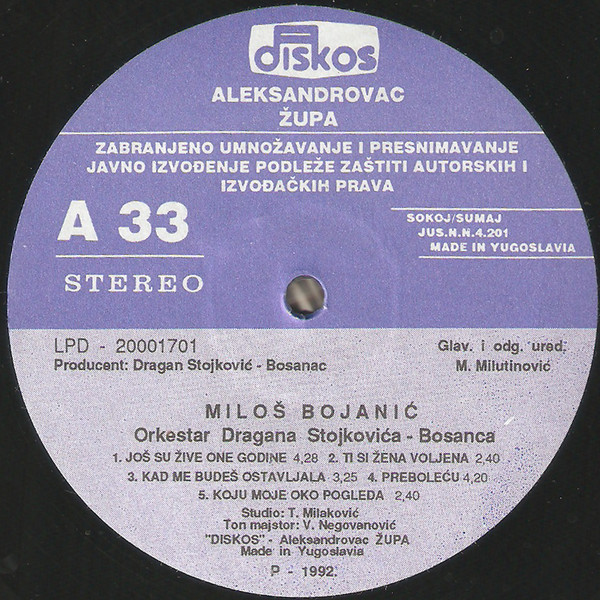 diskos
ALEKSANDROVAC
ŽUPA
ZABRANJENO UMNOŽAVANJE I PRESNIMAVANJE
JAVNO IZVOĐENJE PODLEŽE ZAŠTITI AUTORSKIH I
IZVOĐAČKIH PRAVA
A 33
STEREO
SOKOJ/SUMAJ
JUS.N.N.4.201
MADE IN YUGOSLAVIA
LPD - 20001701
Producent: Dragan Stojković - Bosanac
Glav. i odg. ured.
M. Milutinović
MILOŠ BOJANIĆ
Orkestar Dragana Stojkovića - Bosanca
1. JOŠ SU ŽIVE ONE GODINE 4,28 2. TI SI ŽENA VOLJENA 2,40
3. KAD ME BUDEŠ OSTAVLJALA 3,25 4. PREBOLEĆU 4,20
5. KOJU MOJE OKO POGLEDA 2,40
Studio: T. Milaković
Ton majstor: V. Negovanović
"DISKOS" - Aleksandrovac ŽUPA
Made in Yugoslavia
P - 1992.